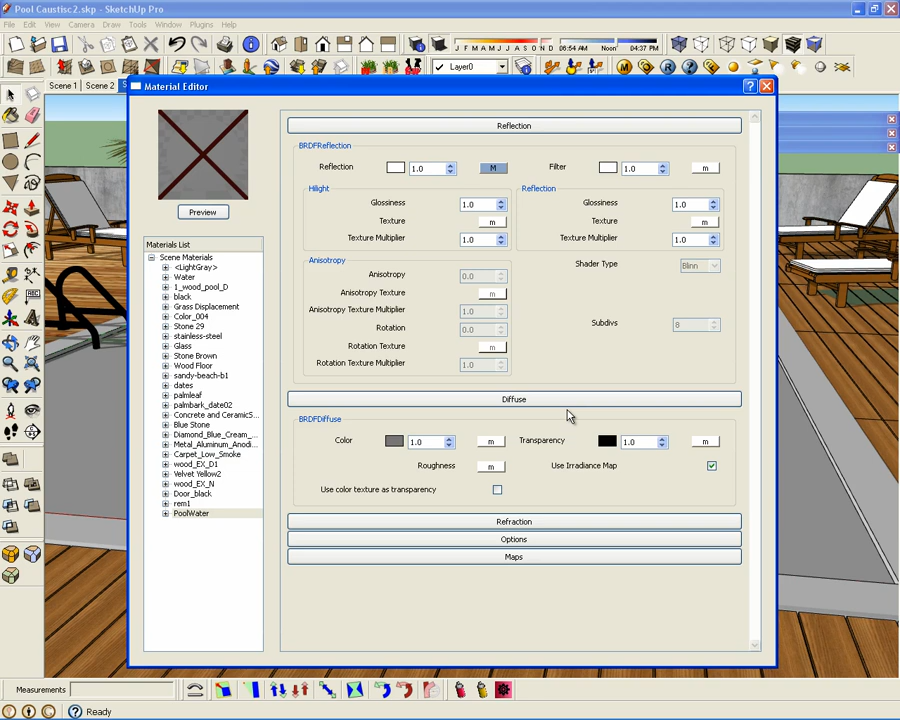 Pool Caustisc2.skp - SketchUp Pro
File Edit View Camera Draw Tools Window Plugins Help
J F M A M J J A S O N D 06:54 AM Noon 04:37 PM
Layer0
Scene 1 Scene 2
Material Editor
Preview
Materials List
Scene Materials
<LightGray>
Water
1_wood_pool_D
black
Grass Displacement
Color_004
Stone 29
stainless-steel
Glass
Stone Brown
Wood Floor
sandy-beach-b1
dates
palmleaf
palmbark_date02
Concrete and CeramicS...
Blue Stone
Diamond_Blue_Cream_...
Metal_Aluminum_Anodi...
Carpet_Low_Smoke
wood_EX_D1
Velvet Yellow2
wood_EX_N
Door_black
rem1
PoolWater
Reflection
BRDFReflection
Reflection 1.0 M Filter 1.0 m
Hilight
Glossiness 1.0
Texture m
Texture Multiplier 1.0
Reflection
Glossiness 1.0
Texture m
Texture Multiplier 1.0
Anisotropy
Anisotropy 0.0
Anisotropy Texture m
Anisotropy Texture Multiplier 1.0
Rotation 0.0
Rotation Texture m
Rotation Texture Multiplier 1.0
Shader Type Blinn
Subdivs 8
Diffuse
BRDFDiffuse
Color 1.0 m Transparency 1.0 m
Roughness m Use Irradiance Map
Use color texture as transparency
Refraction
Options
Maps
Measurements
Ready